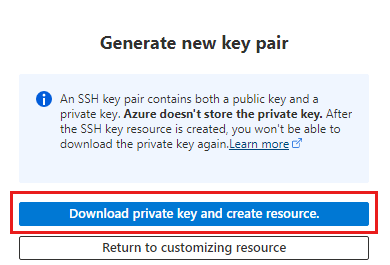 Generate new key pair
An SSH key pair contains both a public key and a
private key. Azure doesn't store the private key. After
the SSH key resource is created, you won't be able to
download the private key again.Learn more
Download private key and create resource.
Return to customizing resource